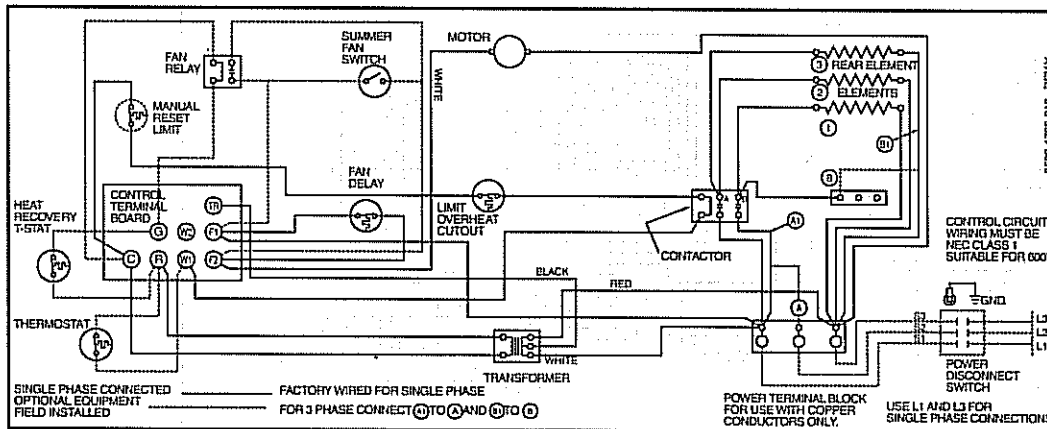 FAN
RELAY
SUMMER
FAN
SWITCH
MOTOR
WHITE
3
REAR ELEMENT
2
ELEMENTS
1
B1
B
MANUAL
RESET
LIMIT
FAN
DELAY
LIMIT
OVERHEAT
CUTOUT
A
A1
CONTACTOR
HEAT
RECOVERY
T-STAT
CONTROL
TERMINAL
BOARD
TR
G
W2
F1
C
R
W1
F2
THERMOSTAT
BLACK
RED
WHITE
TRANSFORMER
A
CONTROL CIRCUIT
WIRING MUST BE
NEC CLASS 1
SUITABLE FOR 600
GND.
L3
L2
L1
POWER
DISCONNECT
SWITCH
POWER TERMINAL BLOCK
FOR USE WITH COPPER
CONDUCTORS ONLY.
USE L1 AND L3 FOR
SINGLE PHASE CONNECTIONS
SINGLE PHASE CONNECTED
OPTIONAL EQUIPMENT
FIELD INSTALLED
FACTORY WIRED FOR SINGLE PHASE
FOR 3 PHASE CONNECT A1 TO A AND B1 TO B